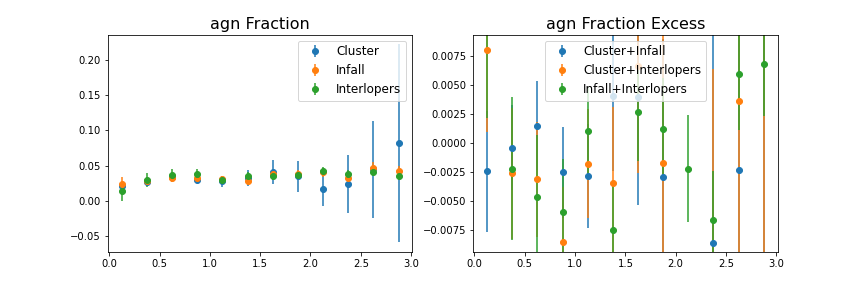 agn Fraction
Cluster
Infall
Interlopers
0.20
0.15
0.10
0.05
0.00
−0.05
0.0 0.5 1.0 1.5 2.0 2.5 3.0
agn Fraction Excess
Cluster+Infall
Cluster+Interlopers
Infall+Interlopers
0.0075
0.0050
0.0025
0.0000
−0.0025
−0.0050
−0.0075
0.0 0.5 1.0 1.5 2.0 2.5 3.0